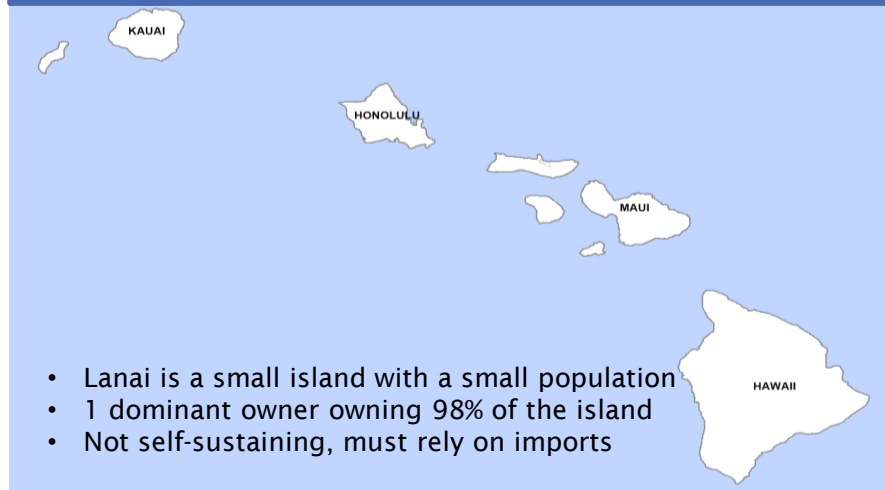 KAUAI
HONOLULU
MAUI
HAWAII
• Lanai is a small island with a small population
• 1 dominant owner owning 98% of the island
• Not self-sustaining, must rely on imports